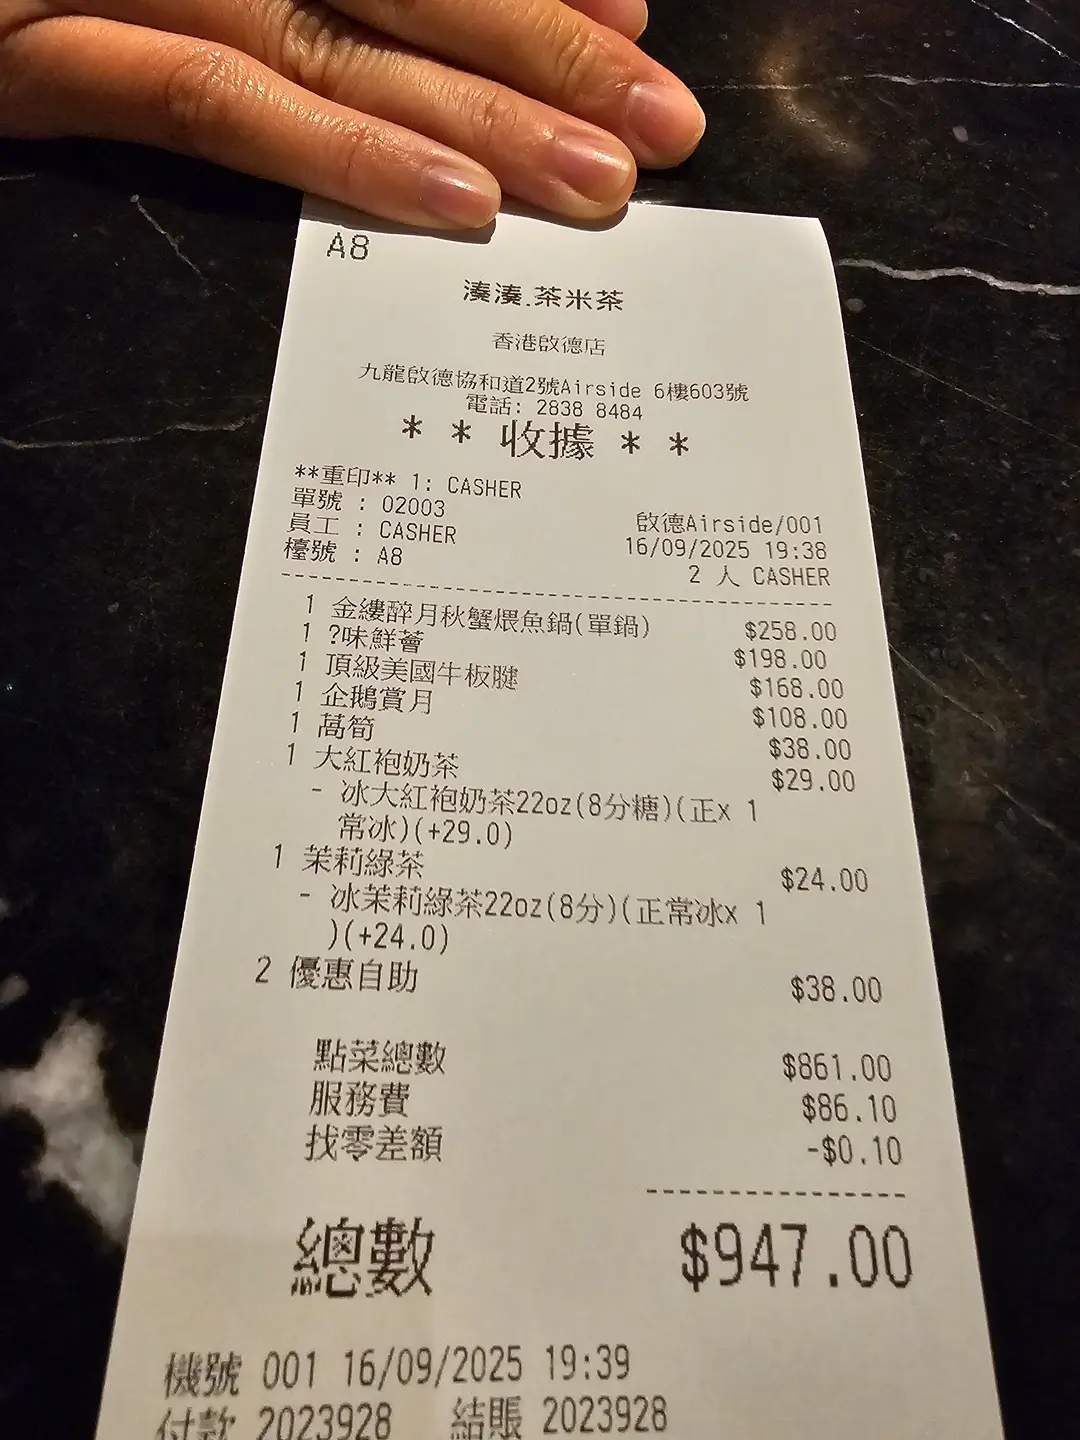 A8
湊湊.茶米茶
香港啟德店
九龍啟德協和道2號Airside 6樓603號
電話: 2838 8484
* * 收據 * *
**重印** 1: CASHER
單號 : 02003 啟德Airside/001
員工 : CASHER 16/09/2025 19:38
檯號 : A8 2 人 CASHER
1 金縷醉月秋蟹煨魚鍋(單鍋) $258.00
1 ?味鮮薈 $198.00
1 頂級美國牛板腱 $168.00
1 企鵝賞月 $108.00
1 萵筍 $38.00
1 大紅袍奶茶 $29.00
- 冰大紅袍奶茶22oz(8分糖)(正x 1
常冰)(+29.0)
1 茉莉綠茶 $24.00
- 冰茉莉綠茶22oz(8分)(正常冰x 1
)(+24.0)
2 優惠自助 $38.00
點菜總數 $861.00
服務費 $86.10
找零差額 -$0.10
總數 $947.00
機號 001 16/09/2025 19:39
付款 2023928 結賬 2023928